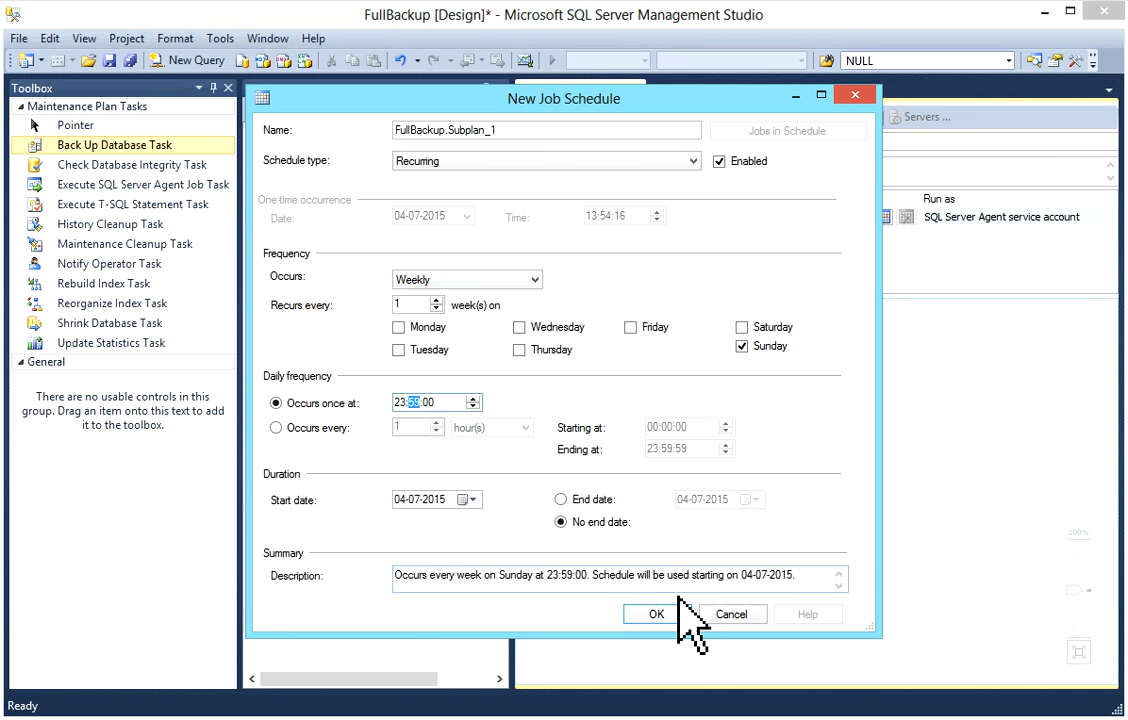 FullBackup [Design]* - Microsoft SQL Server Management Studio
File Edit View Project Format Tools Window Help
New Query NULL
Toolbox
Maintenance Plan Tasks
Pointer
Back Up Database Task
Check Database Integrity Task
Execute SQL Server Agent Job Task
Execute T-SQL Statement Task
History Cleanup Task
Maintenance Cleanup Task
Notify Operator Task
Rebuild Index Task
Reorganize Index Task
Shrink Database Task
Update Statistics Task
General
There are no usable controls in this
group. Drag an item onto this text to add
it to the toolbox.
New Job Schedule
Name: FullBackup.Subplan_1 Jobs in Schedule
Schedule type: Recurring Enabled
One-time occurrence
Date: 04-07-2015 Time: 13:54:16
Frequency
Occurs: Weekly
Recurs every: 1 week(s) on
Monday Wednesday Friday Saturday
Tuesday Thursday Sunday
Daily frequency
Occurs once at: 23:59:00
Occurs every: 1 hour(s) Starting at: 00:00:00
Ending at: 23:59:59
Duration
Start date: 04-07-2015 End date: 04-07-2015
No end date:
Summary
Description: Occurs every week on Sunday at 23:59:00. Schedule will be used starting on 04-07-2015.
OK Cancel Help
Servers ...
Run as
SQL Server Agent service account
100%
Ready